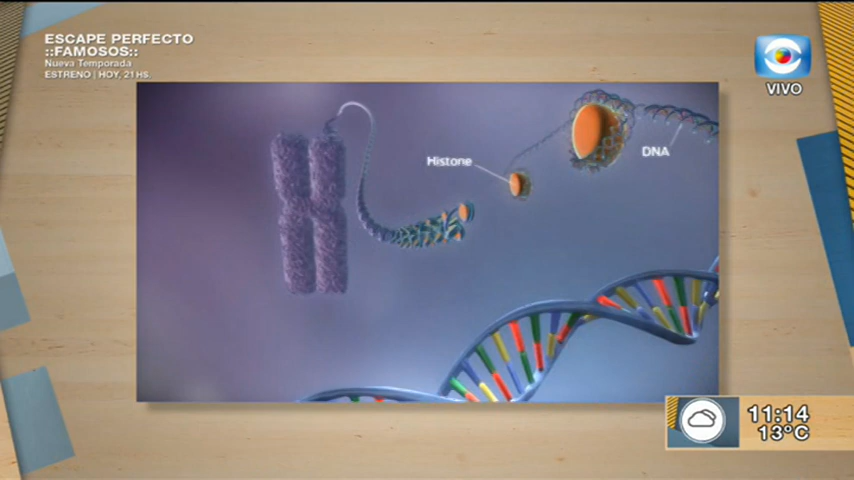 ESCAPE PERFECTO
::FAMOSOS::
Nueva Temporada
ESTRENO | HOY, 21 HS.
VIVO
Histone
DNA
11:14
13°C